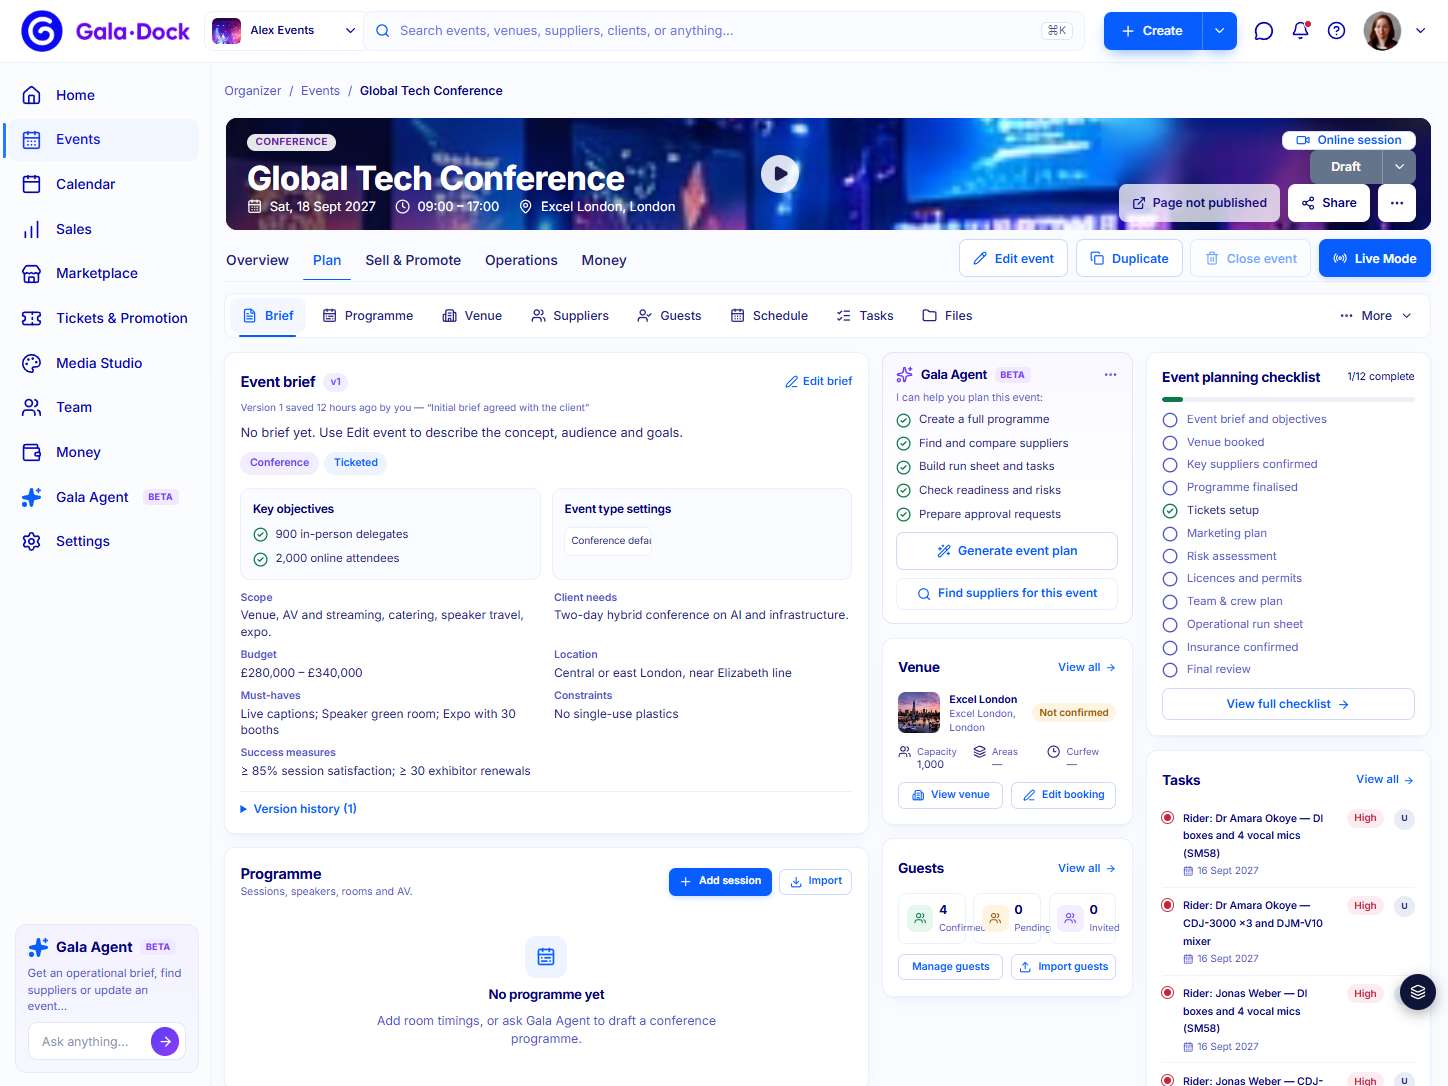 Gala·Dock
Alex Events
Search events, venues, suppliers, clients, or anything...
⌘K
+ Create
Home
Events
Calendar
Sales
Marketplace
Tickets & Promotion
Media Studio
Team
Money
Gala Agent BETA
Settings
Gala Agent BETA
Get an operational brief, find
suppliers or update an
event...
Ask anything...
Organizer / Events / Global Tech Conference
CONFERENCE
Global Tech Conference
Sat, 18 Sept 2027 09:00 – 17:00 Excel London, London
Online session
Draft
Page not published
Share
Overview Plan Sell & Promote Operations Money
Edit event
Duplicate
Close event
Live Mode
Brief Programme Venue Suppliers Guests Schedule Tasks Files
More
Event brief v1
Edit brief
Version 1 saved 12 hours ago by you — “Initial brief agreed with the client”
No brief yet. Use Edit event to describe the concept, audience and goals.
Conference Ticketed
Key objectives
900 in-person delegates
2,000 online attendees
Event type settings
Conference defau
Scope
Venue, AV and streaming, catering, speaker travel,
expo.
Client needs
Two-day hybrid conference on AI and infrastructure.
Budget
£280,000 – £340,000
Location
Central or east London, near Elizabeth line
Must-haves
Live captions; Speaker green room; Expo with 30
booths
Constraints
No single-use plastics
Success measures
≥ 85% session satisfaction; ≥ 30 exhibitor renewals
Version history (1)
Programme
Sessions, speakers, rooms and AV.
+ Add session
Import
No programme yet
Add room timings, or ask Gala Agent to draft a conference
programme.
Gala Agent BETA
I can help you plan this event:
Create a full programme
Find and compare suppliers
Build run sheet and tasks
Check readiness and risks
Prepare approval requests
Generate event plan
Find suppliers for this event
Venue
View all →
Excel London
Excel London,
London
Not confirmed
Capacity
1,000
Areas
—
Curfew
—
View venue
Edit booking
Guests
View all →
4
Confirmed
0
Pending
0
Invited
Manage guests
Import guests
Event planning checklist
1/12 complete
Event brief and objectives
Venue booked
Key suppliers confirmed
Programme finalised
Tickets setup
Marketing plan
Risk assessment
Licences and permits
Team & crew plan
Operational run sheet
Insurance confirmed
Final review
View full checklist →
Tasks
View all →
Rider: Dr Amara Okoye — DI
boxes and 4 vocal mics
(SM58)
16 Sept 2027
High
U
Rider: Dr Amara Okoye —
CDJ-3000 ×3 and DJM-V10
mixer
16 Sept 2027
High
U
Rider: Jonas Weber — DI
boxes and 4 vocal mics
(SM58)
16 Sept 2027
High
Rider: Jonas Weber — CDJ-
High
U